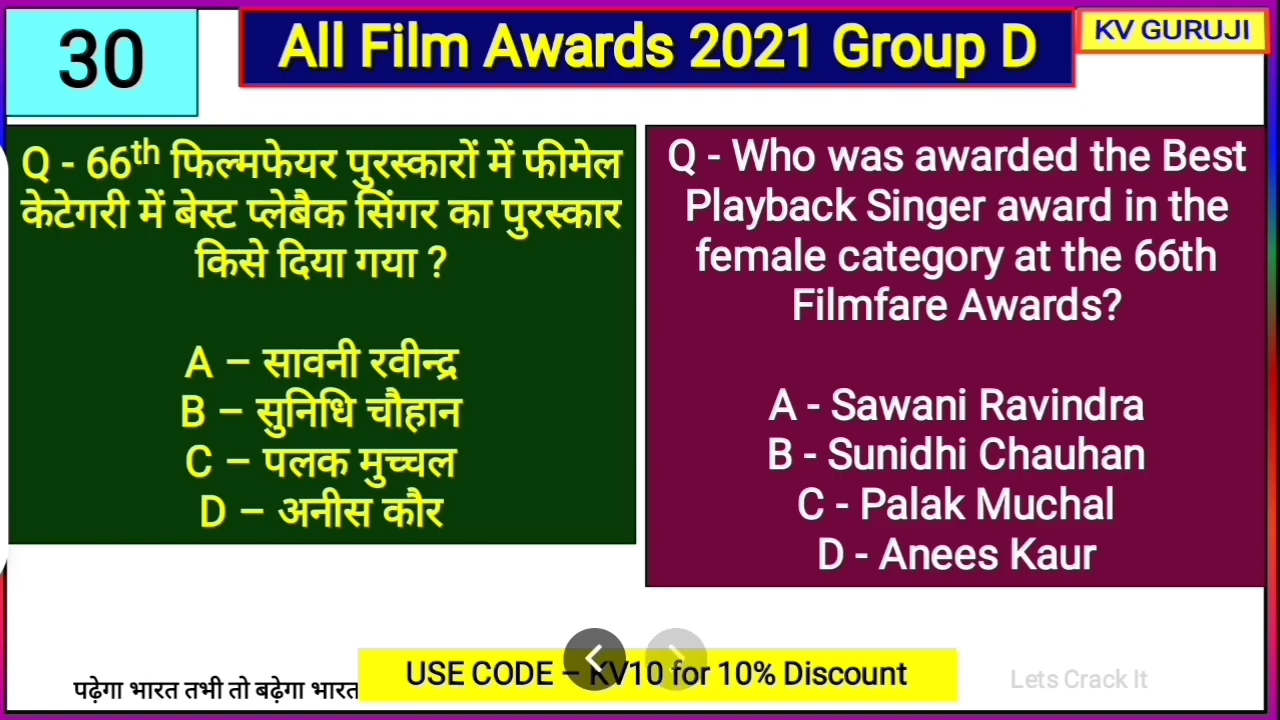 30
All Film Awards 2021 Group D
KV GURUJI
Q - 66th फिल्मफेयर पुरस्कारों में फीमेल
केटेगरी में बेस्ट प्लेबैक सिंगर का पुरस्कार
किसे दिया गया ?
A – सावनी रवीन्द्र
B – सुनिधि चौहान
C – पलक मुच्चल
D – अनीस कौर
Q - Who was awarded the Best
Playback Singer award in the
female category at the 66th
Filmfare Awards?
A - Sawani Ravindra
B - Sunidhi Chauhan
C - Palak Muchal
D - Anees Kaur
USE CODE – KV10 for 10% Discount
पढ़ेगा भारत तभी तो बढ़ेगा भारत
Lets Crack It